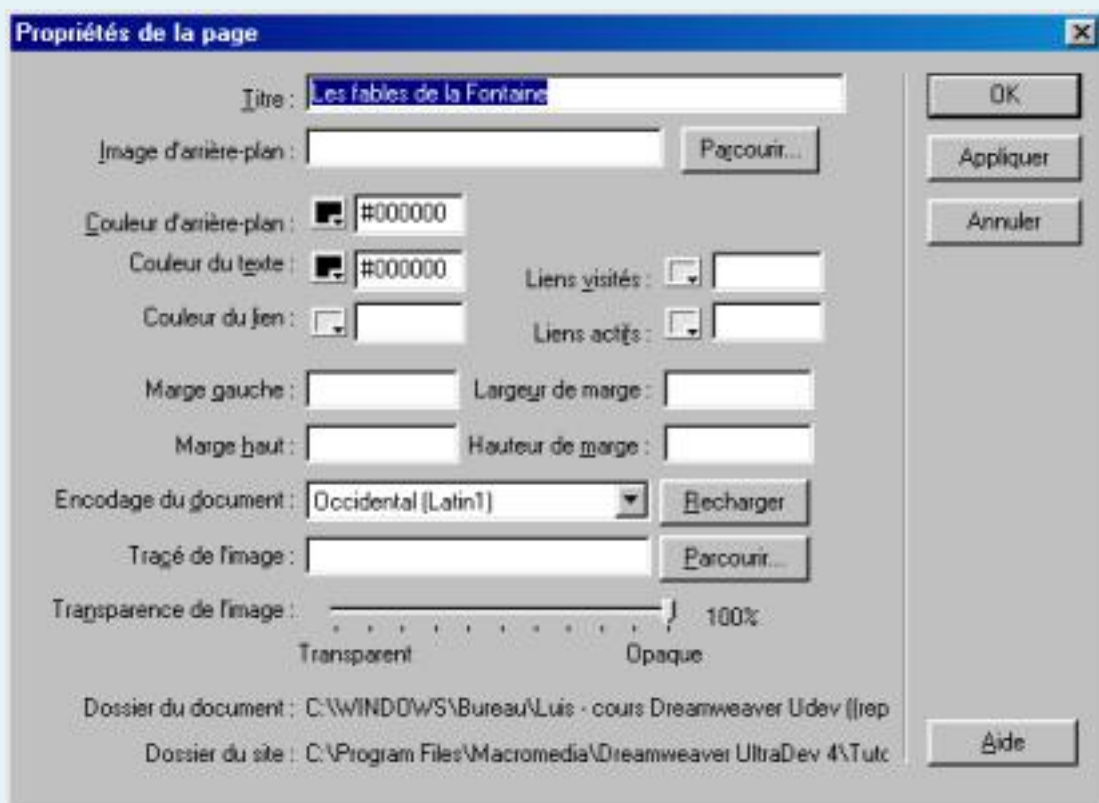 Propriétés de la page
Titre : Les fables de la Fontaine
OK
Image d'arrière-plan : Parcourir...
Appliquer
Couleur d'arrière-plan : #000000
Annuler
Couleur du texte : #000000 Liens visités :
Couleur du lien : Liens actifs :
Marge gauche : Largeur de marge :
Marge haut : Hauteur de marge :
Encodage du document : Occidental (Latin1) Recharger
Tracé de l'image : Parcourir...
Transparence de l'image : 100%
Transparent Opaque
Dossier du document : C:\WINDOWS\Bureau\Luis - cours Dreamweaver Udev ((rep
Dossier du site : C:\Program Files\Macromedia\Dreamweaver UltraDev 4\Tutc
Aide